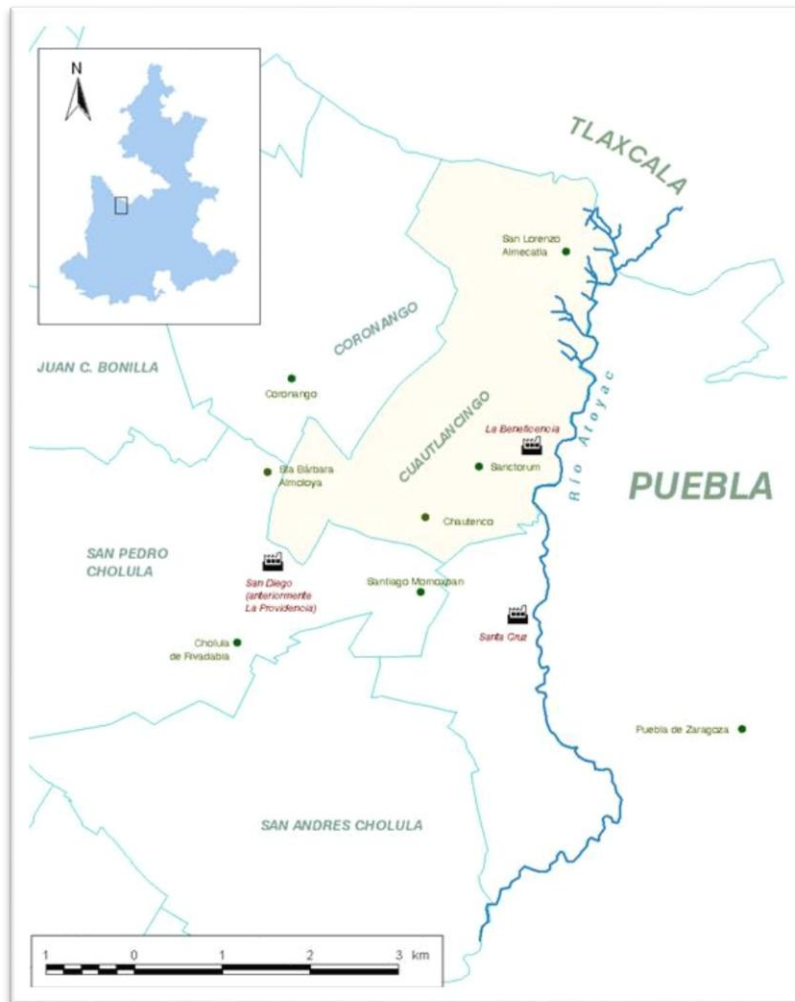 N
TLAXCALA
San Lorenzo
Almecatla
CORONANGO
JUAN C. BONILLA
Coronango
CUAUTLANCINGO
La Beneficencia
Río Atoyac
Sta Bárbara
Almoloya
Sanctorum
PUEBLA
Chautenco
SAN PEDRO
CHOLULA
San Diego
(anteriormente
La Providencia)
Santiago Momoxpan
Santa Cruz
Cholula
de Rivadabia
Puebla de Zaragoza
SAN ANDRES CHOLULA
1 0 1 2 3 km